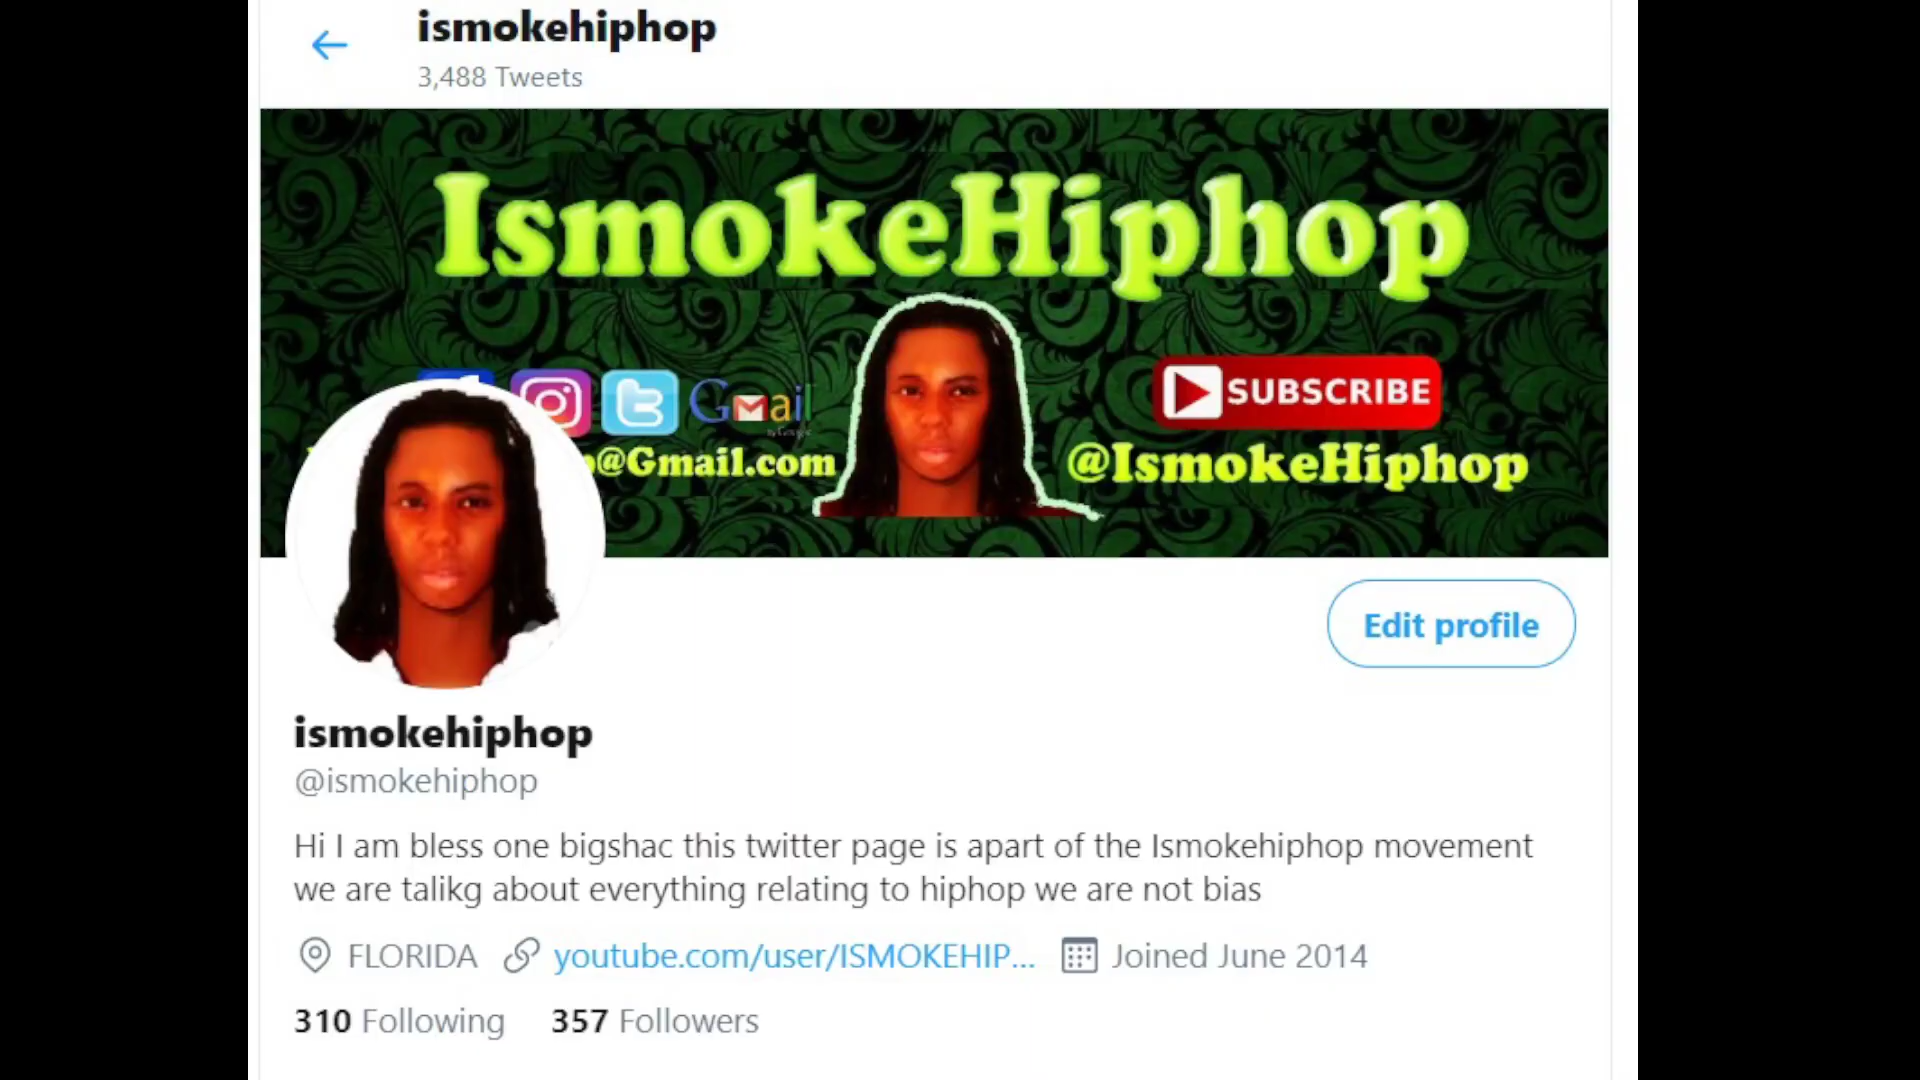 ismokehiphop
3,488 Tweets
IsmokeHiphop
Gmail
by Google
SUBSCRIBE
@Gmail.com
@IsmokeHiphop
Edit profile
ismokehiphop
@ismokehiphop
Hi I am bless one bigshac this twitter page is apart of the Ismokehiphop movement
we are talikg about everything relating to hiphop we are not bias
FLORIDA youtube.com/user/ISMOKEHIP... Joined June 2014
310 Following 357 Followers